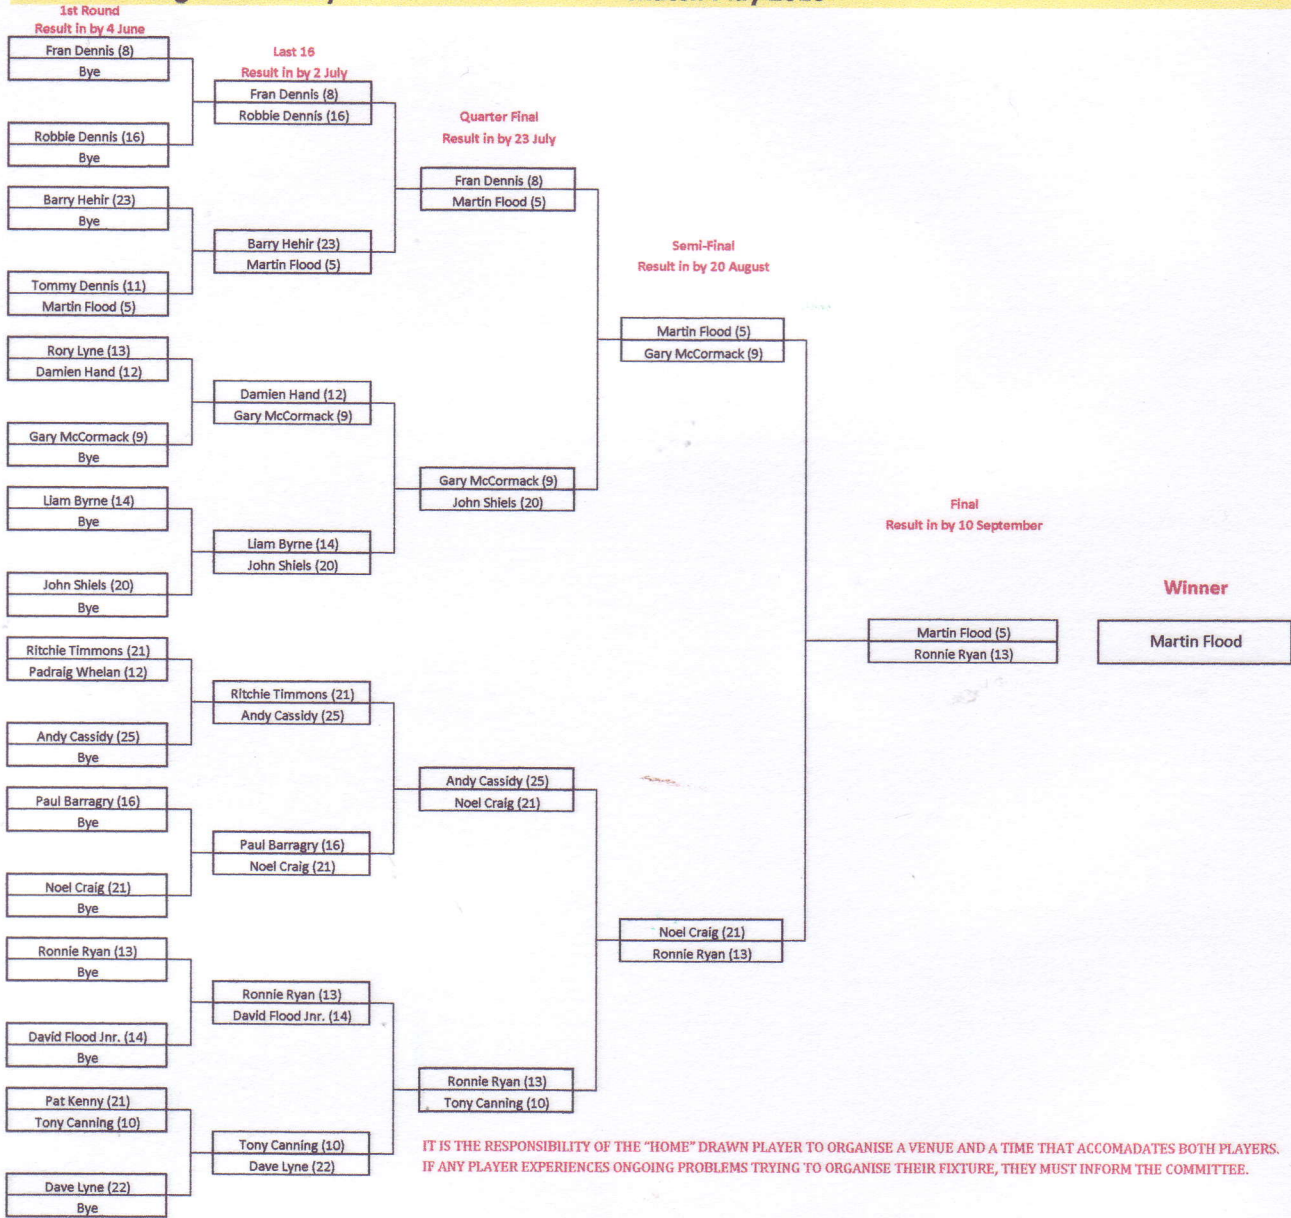 1st Round
Result in by 4 June
Fran Dennis (8)
Bye
Robbie Dennis (16)
Bye
Barry Hehir (23)
Bye
Tommy Dennis (11)
Martin Flood (5)
Rory Lyne (13)
Damien Hand (12)
Gary McCormack (9)
Bye
Liam Byrne (14)
Bye
John Shiels (20)
Bye
Ritchie Timmons (21)
Padraig Whelan (12)
Andy Cassidy (25)
Bye
Paul Barragry (16)
Bye
Noel Craig (21)
Bye
Ronnie Ryan (13)
Bye
David Flood Jnr. (14)
Bye
Pat Kenny (21)
Tony Canning (10)
Dave Lyne (22)
Bye
Last 16
Result in by 2 July
Fran Dennis (8)
Robbie Dennis (16)
Barry Hehir (23)
Martin Flood (5)
Damien Hand (12)
Gary McCormack (9)
Liam Byrne (14)
John Shiels (20)
Ritchie Timmons (21)
Andy Cassidy (25)
Paul Barragry (16)
Noel Craig (21)
Ronnie Ryan (13)
David Flood Jnr. (14)
Tony Canning (10)
Dave Lyne (22)
Quarter Final
Result in by 23 July
Fran Dennis (8)
Martin Flood (5)
Gary McCormack (9)
John Shiels (20)
Andy Cassidy (25)
Noel Craig (21)
Ronnie Ryan (13)
Tony Canning (10)
Semi-Final
Result in by 20 August
Martin Flood (5)
Gary McCormack (9)
Noel Craig (21)
Ronnie Ryan (13)
Final
Result in by 10 September
Martin Flood (5)
Ronnie Ryan (13)
Winner
Martin Flood
IT IS THE RESPONSIBILITY OF THE "HOME" DRAWN PLAYER TO ORGANISE A VENUE AND A TIME THAT ACCOMADATES BOTH PLAYERS.
IF ANY PLAYER EXPERIENCES ONGOING PROBLEMS TRYING TO ORGANISE THEIR FIXTURE, THEY MUST INFORM THE COMMITTEE.